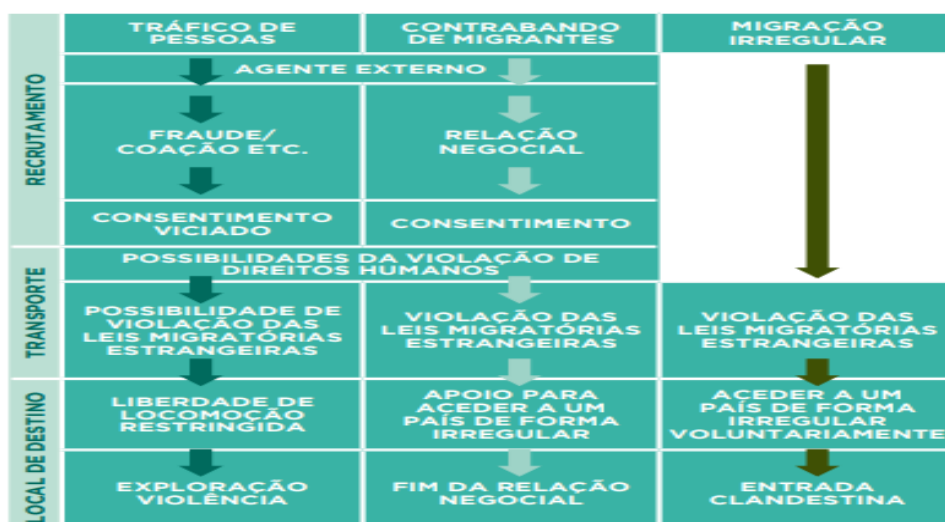 TRÁFICO DE
PESSOAS
CONTRABANDO
DE MIGRANTES
MIGRAÇÃO
IRREGULAR
RECRUTAMENTO
AGENTE EXTERNO
FRAUDE/
COAÇÃO ETC.
RELAÇÃO
NEGOCIAL
CONSENTIMENTO
VICIADO
CONSENTIMENTO
TRANSPORTE
POSSIBILIDADES DA VIOLAÇÃO DE
DIREITOS HUMANOS
POSSIBILIDADE DE
VIOLAÇÃO DAS
LEIS MIGRATÓRIAS
ESTRANGEIRAS
VIOLAÇÃO DAS
LEIS MIGRATÓRIAS
ESTRANGEIRAS
VIOLAÇÃO DAS
LEIS MIGRATÓRIAS
ESTRANGEIRAS
LOCAL DE DESTINO
LIBERDADE DE
LOCOMOÇÃO
RESTRINGIDA
APOIO PARA
ACEDER A UM
PAÍS DE FORMA
IRREGULAR
ACEDER A UM
PAÍS DE FORMA
IRREGULAR
VOLUNTARIAMENTE
EXPLORAÇÃO
VIOLÊNCIA
FIM DA RELAÇÃO
NEGOCIAL
ENTRADA
CLANDESTINA